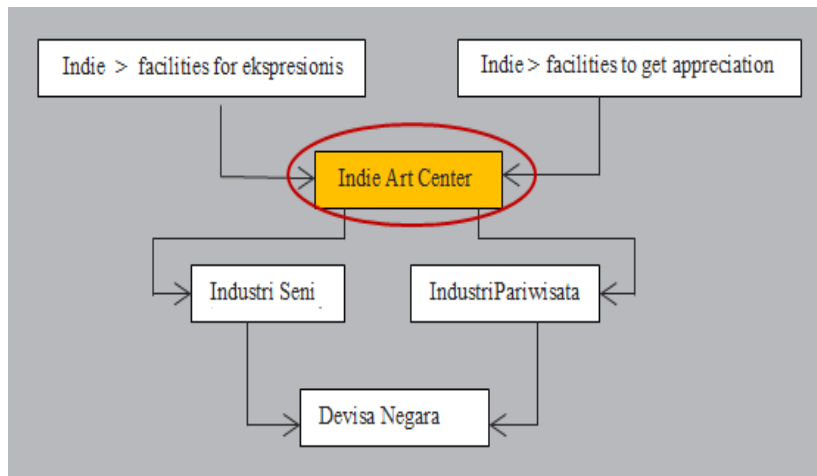 Indie > facilities for ekspresionis
Indie > facilities to get appreciation
Indie Art Center
Industri Seni
IndustriPariwisata
Devisa Negara